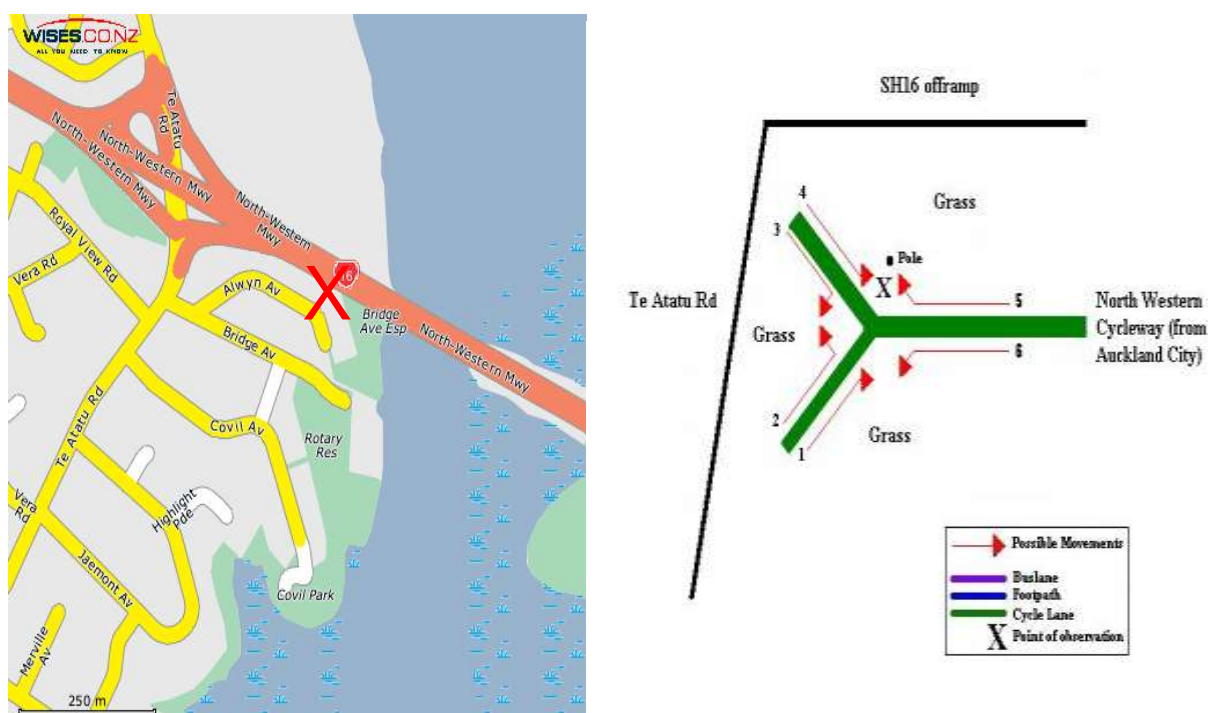 WISES.CO.NZ
ALL YOU NEED TO KNOW
Te Atatu
Rd
North-Western Mwy
North-Western Mwy
North-Western Mwy
North-Western
Mwy
16
Royal View Rd
Vera Rd
Alwyn Av
Bridge
Ave Esp
North-Western Mwy
Bridge Av
Te Atatu Rd
Covil Av
Rotary
Res
Vera
Rd
Highlight
Pde
Jaemont Av
Covil Park
Merville
Av
250 m
X
SH16 offramp
4
Grass
3
Pole
X
Te Atatu Rd
5
North Western
Cycleway (from
Auckland City)
Grass
6
2
Grass
1
Possible Movements
Buslane
Footpath
Cycle Lane
X Point of observation